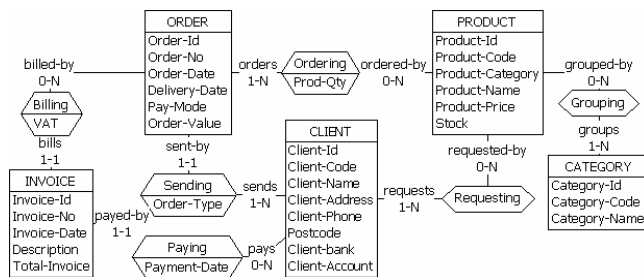 ORDER
Order-Id
Order-No
Order-Date
Delivery-Date
Pay-Mode
Order-Value
PRODUCT
Product-Id
Product-Code
Product-Category
Product-Name
Product-Price
Stock
billed-by
0-N
orders
1-N
Ordering
Prod-Qty
ordered-by
0-N
grouped-by
0-N
Billing
VAT
Grouping
bills
1-1
sent-by
1-1
CLIENT
Client-Id
Client-Code
Client-Name
Client-Address
Client-Phone
Postcode
Client-bank
Client-Account
requested-by
0-N
groups
1-N
INVOICE
Invoice-Id
Invoice-No
Invoice-Date
Description
Total-Invoice
payed-by
1-1
Sending
Order-Type
sends
1-N
requests
1-N
Requesting
CATEGORY
Category-Id
Category-Code
Category-Name
Paying
Payment-Date
pays
0-N